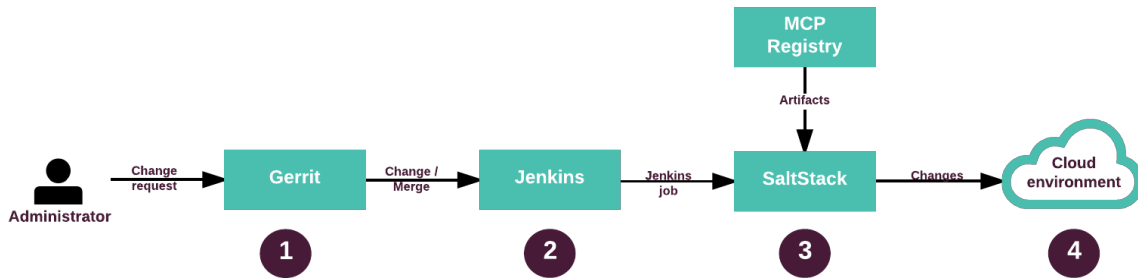 MCP
Registry
Artifacts
Administrator
Change
request
Gerrit
Change /
Merge
Jenkins
Jenkins
job
SaltStack
Changes
Cloud
environment
1
2
3
4